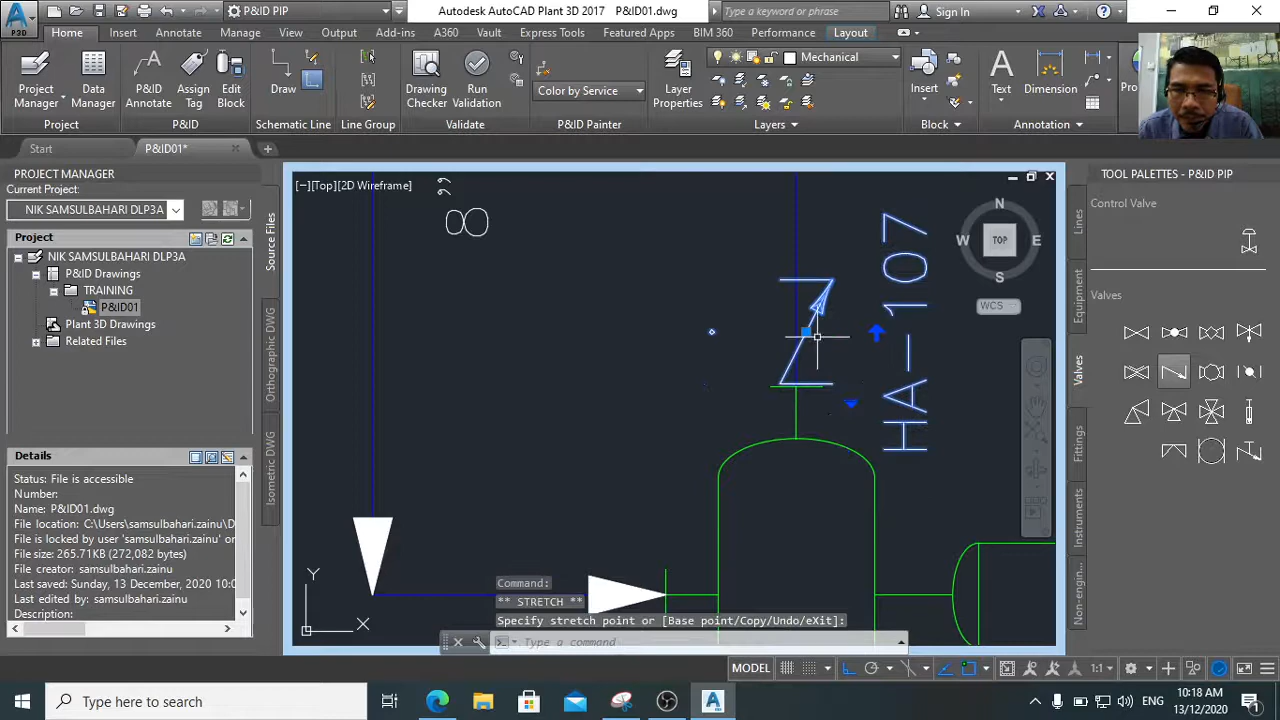 P3D
P&ID PIP
Autodesk AutoCAD Plant 3D 2017 P&ID01.dwg
Type a keyword or phrase
Sign In
Home Insert Annotate View Output Add-ins A360 Vault Express Tools Featured Apps BIM 360 Performance Layout
Project Manager
Data Manager
P&ID Annotate
Assign Tag
Edit Block
Draw
Drawing Checker
Run Validation
Color by Service
Layer Properties
Mechanical
Insert
Text
Dimension
Project
P&ID
Schematic Line
Line Group
Validate
P&ID Painter
Layers
Block
Annotation
Start
P&ID01*
PROJECT MANAGER
Current Project:
NIK SAMSULBAHARI DLP3A
Project
NIK SAMSULBAHARI DLP3A
P&ID Drawings
TRAINING
P&ID01
Plant 3D Drawings
Related Files
Source Files
Orthographic DWG
Isometric DWG
Details
Status: File is accessible
Number:
Name: P&ID01.dwg
File location: C:\Users\samsulbahari.zainu\D
File is locked by user 'samsulbahari.zainu' or
File size: 265.71KB (272,082 bytes)
File creator: samsulbahari.zainu
Last saved: Sunday, 13 December, 2020 10:0
Last edited by: samsulbahari.zainu
Description:
[−][Top][2D Wireframe]
HA-107
N
W
TOP
E
S
WCS
Y
X
Command:
** STRETCH **
Specify stretch point or [Base point/Copy/Undo/eXit]:
Type a command
TOOL PALETTES - P&ID PIP
Control Valve
Valves
Lines
Equipment
Valves
Fittings
Instruments
Non-engin...
MODEL
1:1
Type here to search
ENG
10:18 AM
13/12/2020